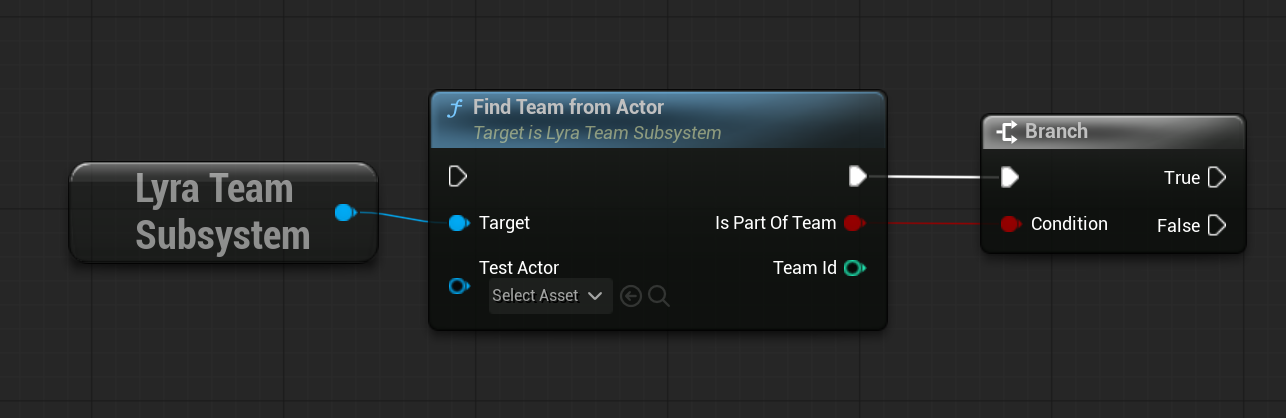 Lyra Team
Subsystem
Find Team from Actor
Target is Lyra Team Subsystem
Target
Is Part Of Team
Test Actor
Team Id
Select Asset
Branch
True
Condition
False